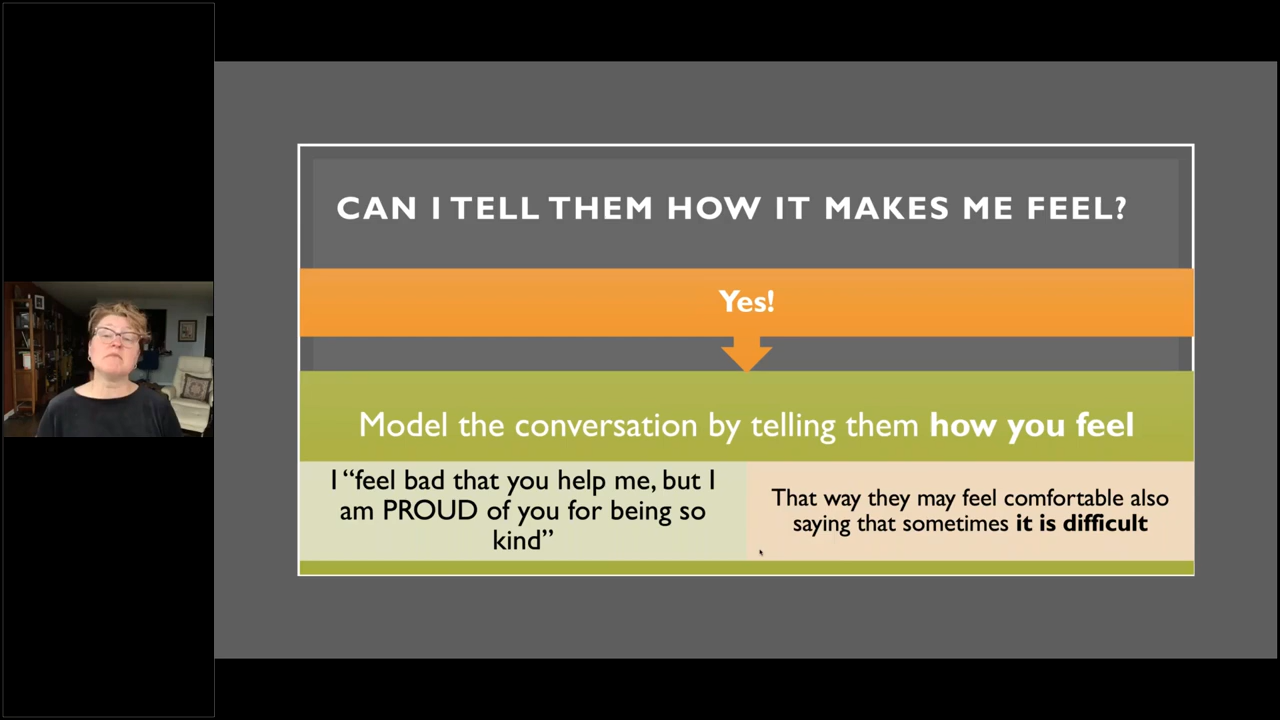 CAN I TELL THEM HOW IT MAKES ME FEEL?
Yes!
Model the conversation by telling them how you feel
I “feel bad that you help me, but I
am PROUD of you for being so
kind”
That way they may feel comfortable also
saying that sometimes it is difficult